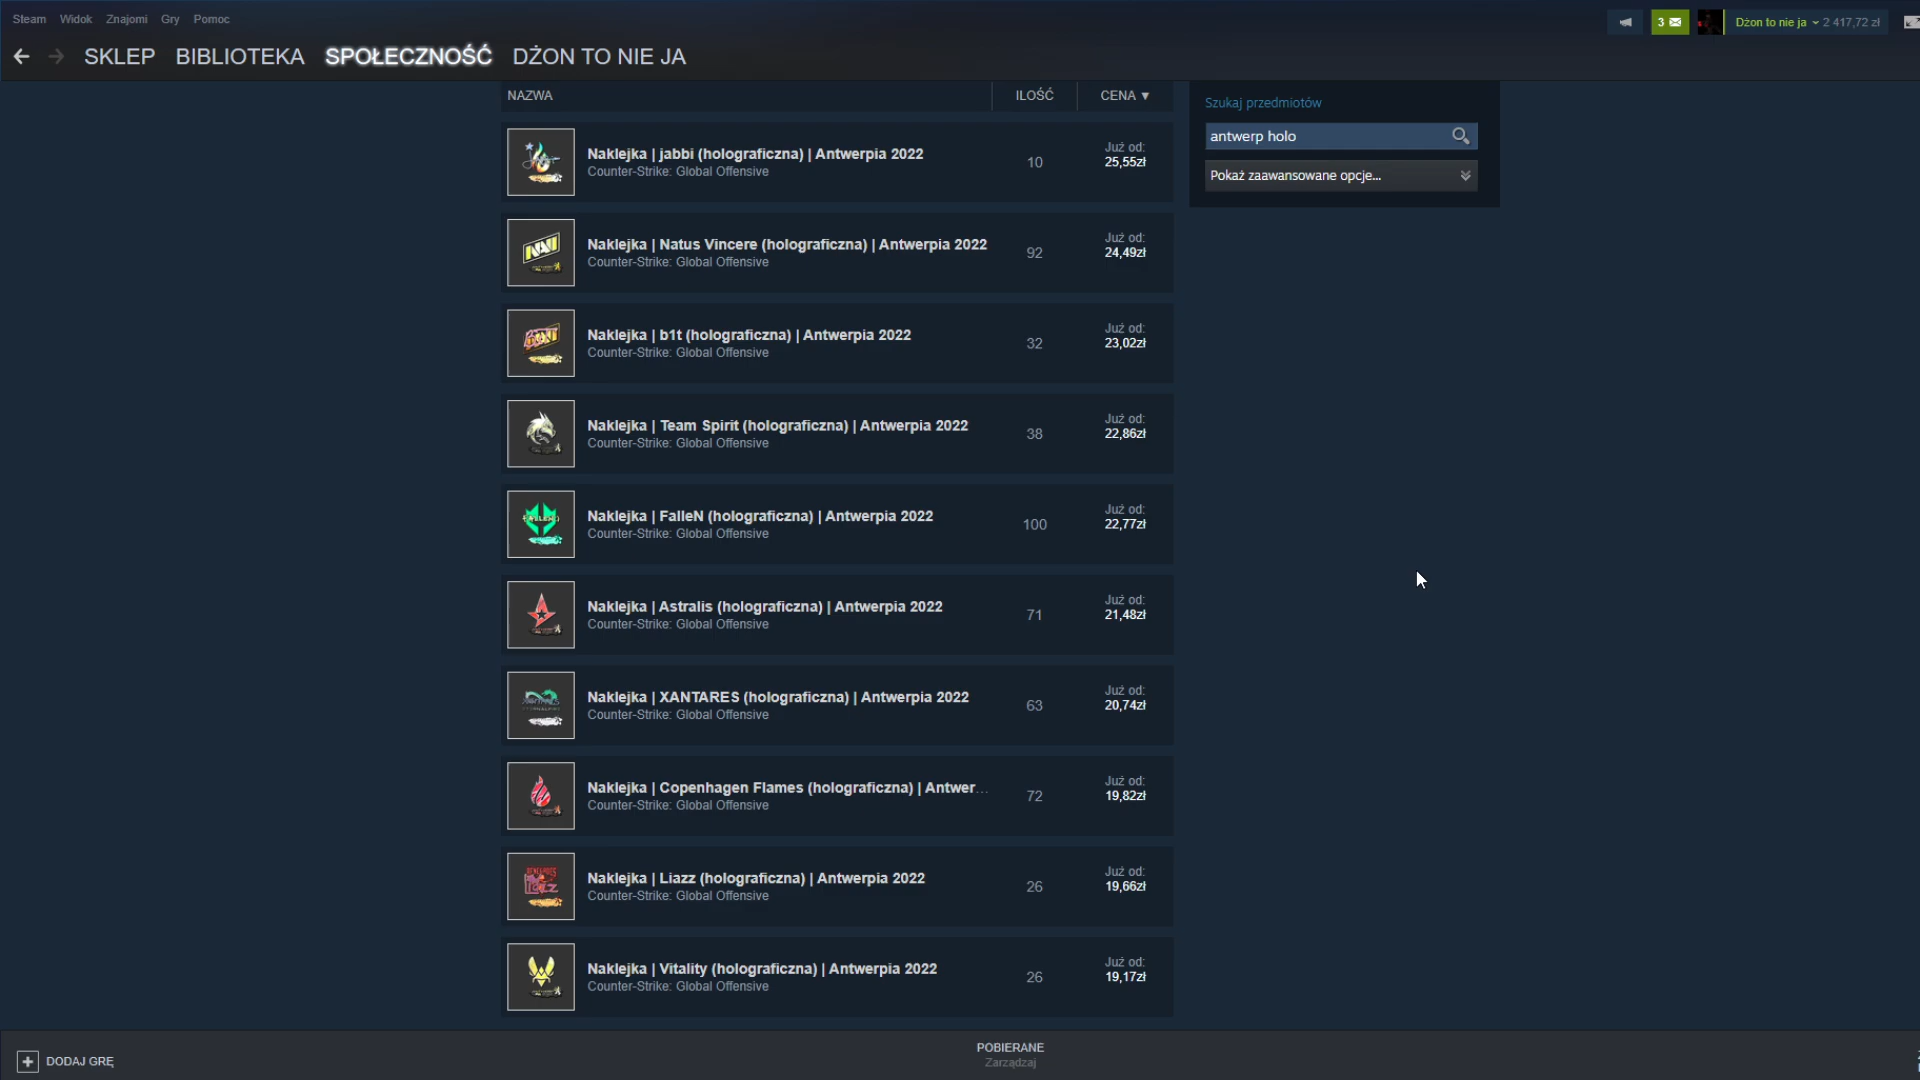 Steam Widok Znajomi Gry Pomoc
3 Dżon to nie ja 2 417,72 zł
SKLEP BIBLIOTEKA SPOŁECZNOŚĆ DŻON TO NIE JA
NAZWA ILOŚĆ CENA ▼
Naklejka | jabbi (holograficzna) | Antwerpia 2022
Counter-Strike: Global Offensive
10
Już od:
25,55zł
Naklejka | Natus Vincere (holograficzna) | Antwerpia 2022
Counter-Strike: Global Offensive
92
Już od:
24,49zł
Naklejka | b1t (holograficzna) | Antwerpia 2022
Counter-Strike: Global Offensive
32
Już od:
23,02zł
Naklejka | Team Spirit (holograficzna) | Antwerpia 2022
Counter-Strike: Global Offensive
38
Już od:
22,86zł
Naklejka | FalleN (holograficzna) | Antwerpia 2022
Counter-Strike: Global Offensive
100
Już od:
22,77zł
Naklejka | Astralis (holograficzna) | Antwerpia 2022
Counter-Strike: Global Offensive
71
Już od:
21,48zł
Naklejka | XANTARES (holograficzna) | Antwerpia 2022
Counter-Strike: Global Offensive
63
Już od:
20,74zł
Naklejka | Copenhagen Flames (holograficzna) | Antwer...
Counter-Strike: Global Offensive
72
Już od:
19,82zł
Naklejka | Liazz (holograficzna) | Antwerpia 2022
Counter-Strike: Global Offensive
26
Już od:
19,66zł
Naklejka | Vitality (holograficzna) | Antwerpia 2022
Counter-Strike: Global Offensive
26
Już od:
19,17zł
Szukaj przedmiotów
antwerp holo
Pokaż zaawansowane opcje...
DODAJ GRĘ
POBIERANE
Zarządzaj